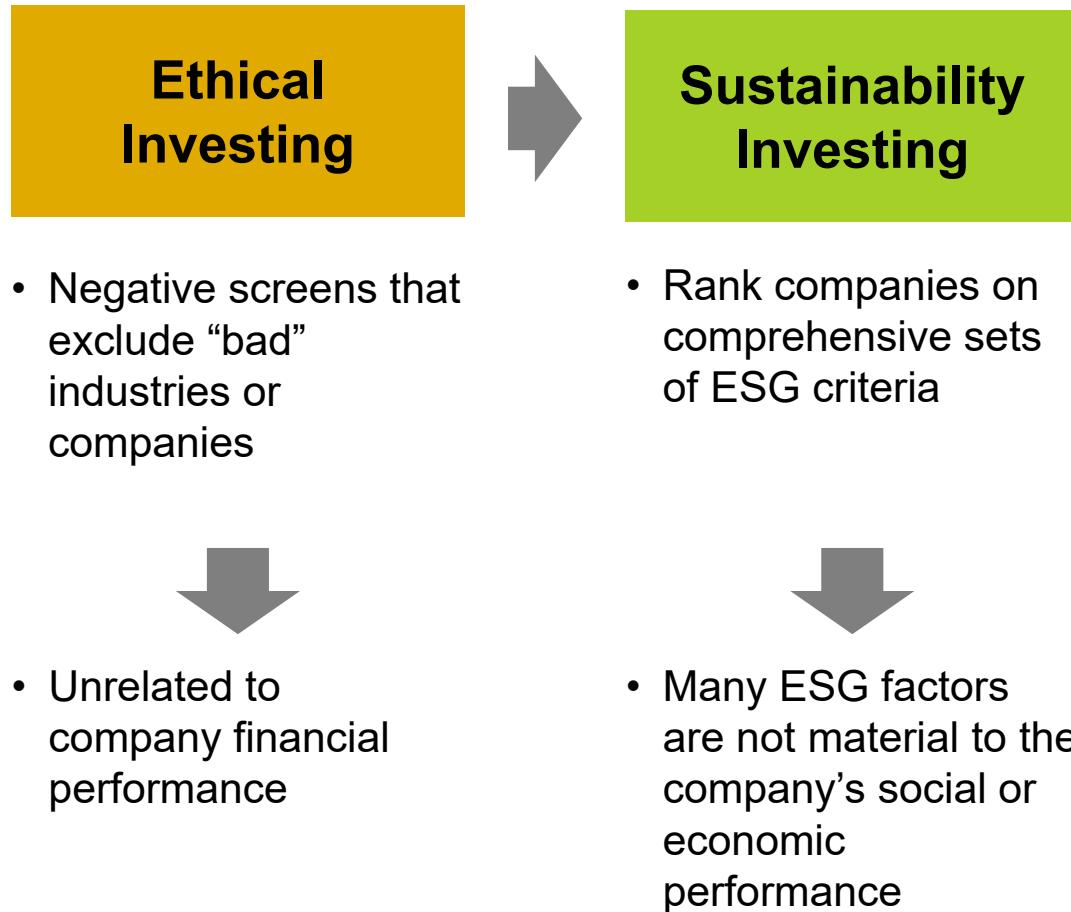 Ethical
Investing
Sustainability
Investing
• Negative screens that
exclude “bad”
industries or
companies
• Rank companies on
comprehensive sets
of ESG criteria
• Unrelated to
company financial
performance
• Many ESG factors
are not material to the
company’s social or
economic
performance